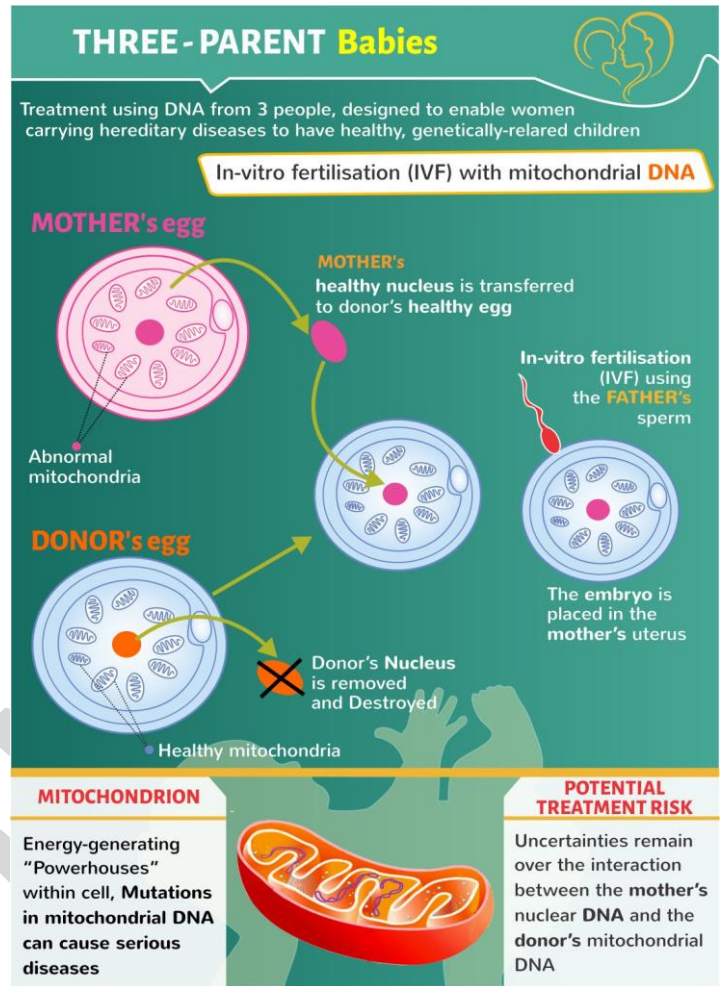 THREE-PARENT Babies
Treatment using DNA from 3 people, designed to enable women
carrying hereditary diseases to have healthy, genetically-relared children
In-vitro fertilisation (IVF) with mitochondrial DNA
MOTHER's egg
MOTHER's
healthy nucleus is transferred
to donor's healthy egg
In-vitro fertilisation
(IVF) using
the FATHER's
sperm
Abnormal
mitochondria
DONOR's egg
The embryo is
placed in the
mother's uterus
Donor's Nucleus
is removed
and Destroyed
Healthy mitochondria
MITOCHONDRION
Energy-generating
"Powerhouses"
within cell, Mutations
in mitochondrial DNA
can cause serious
diseases
POTENTIAL
TREATMENT RISK
Uncertainties remain
over the interaction
between the mother's
nuclear DNA and the
donor's mitochondrial
DNA